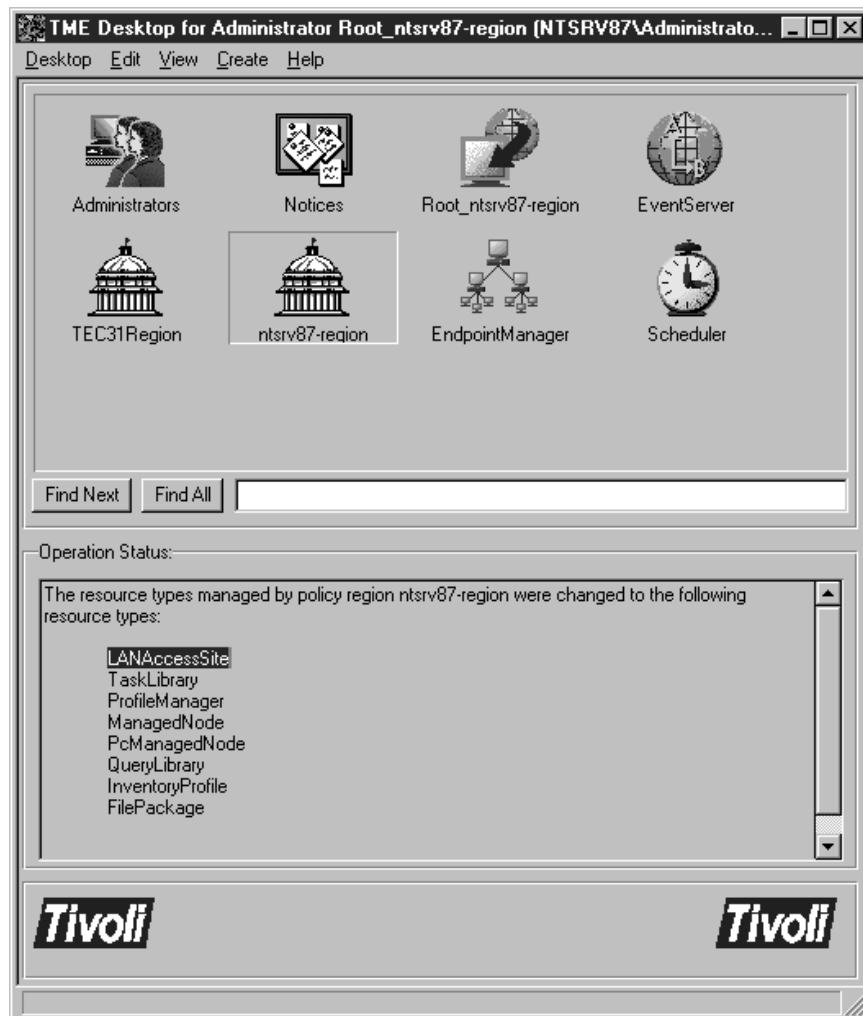 TME Desktop for Administrator Root_ntsrv87-region (NTSRV87\Administrato...
Desktop Edit View Create Help
Administrators Notices Root_ntsrv87-region EventServer
TEC31Region ntsrv87-region EndpointManager Scheduler
Find Next Find All
Operation Status:
The resource types managed by policy region ntsrv87-region were changed to the following
resource types:
LANAccessSite
TaskLibrary
ProfileManager
ManagedNode
PcManagedNode
QueryLibrary
InventoryProfile
FilePackage
Tivoli Tivoli